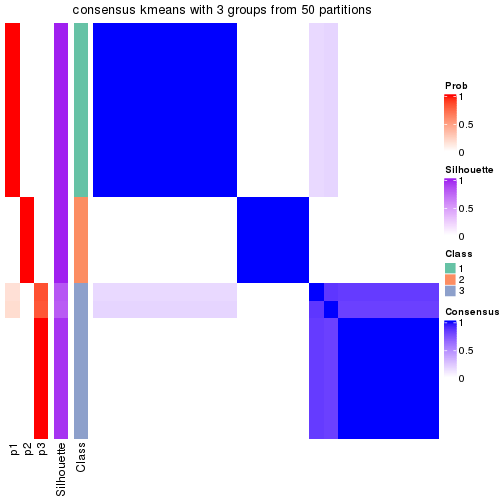 consensus kmeans with 3 groups from 50 partitions
Prob
1
0.5
0
Silhouette
1
0.5
0
Class
1
2
3
Consensus
1
0.5
0
p1
p2
p3
Silhouette
Class